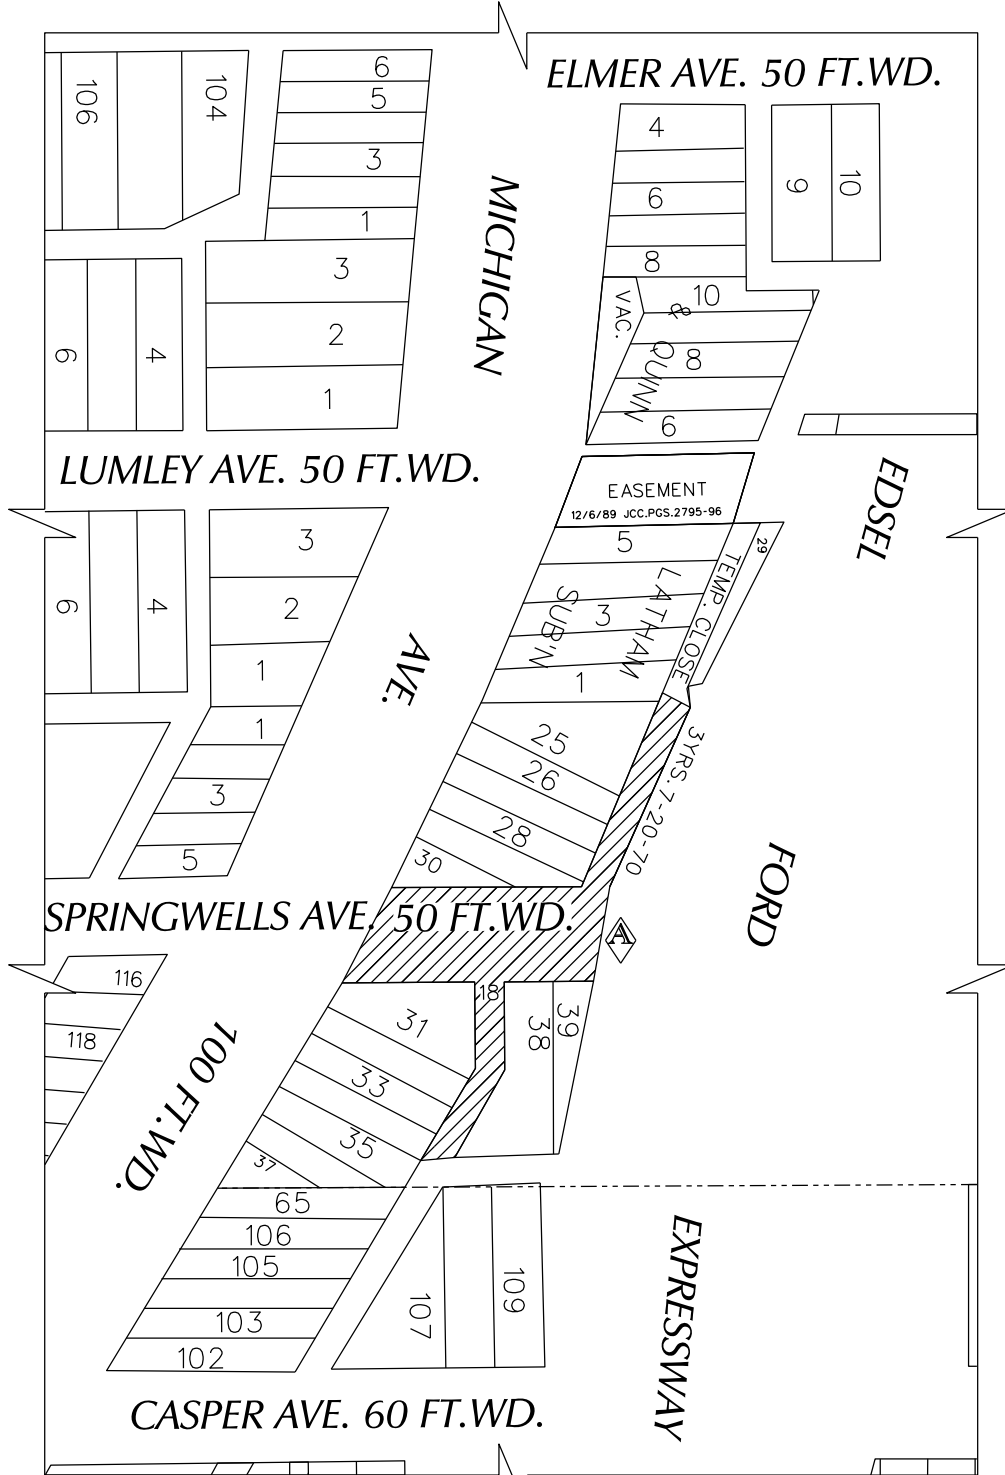 ELMER AVE. 50 FT.WD.
106
104
6
5
3
1
3
2
1
4
6
8
9
10
10
VAC.
& QUINN
8
6
MICHIGAN
6
4
LUMLEY AVE. 50 FT.WD.
EASEMENT
12/6/89 JCC.PGS.2795-96
EDSEL
6
4
3
2
1
1
3
5
AVE.
5
3
1
LATHAM
SUB'N
29
TEMP. CLOSE
3YRS. 7-20-70
25
26
28
30
FORD
SPRINGWELLS AVE. 50 FT.WD.
A
116
118
100 FT.WD.
18
31
33
35
37
38
39
65
106
105
103
102
107
109
EXPRESSWAY
CASPER AVE. 60 FT.WD.